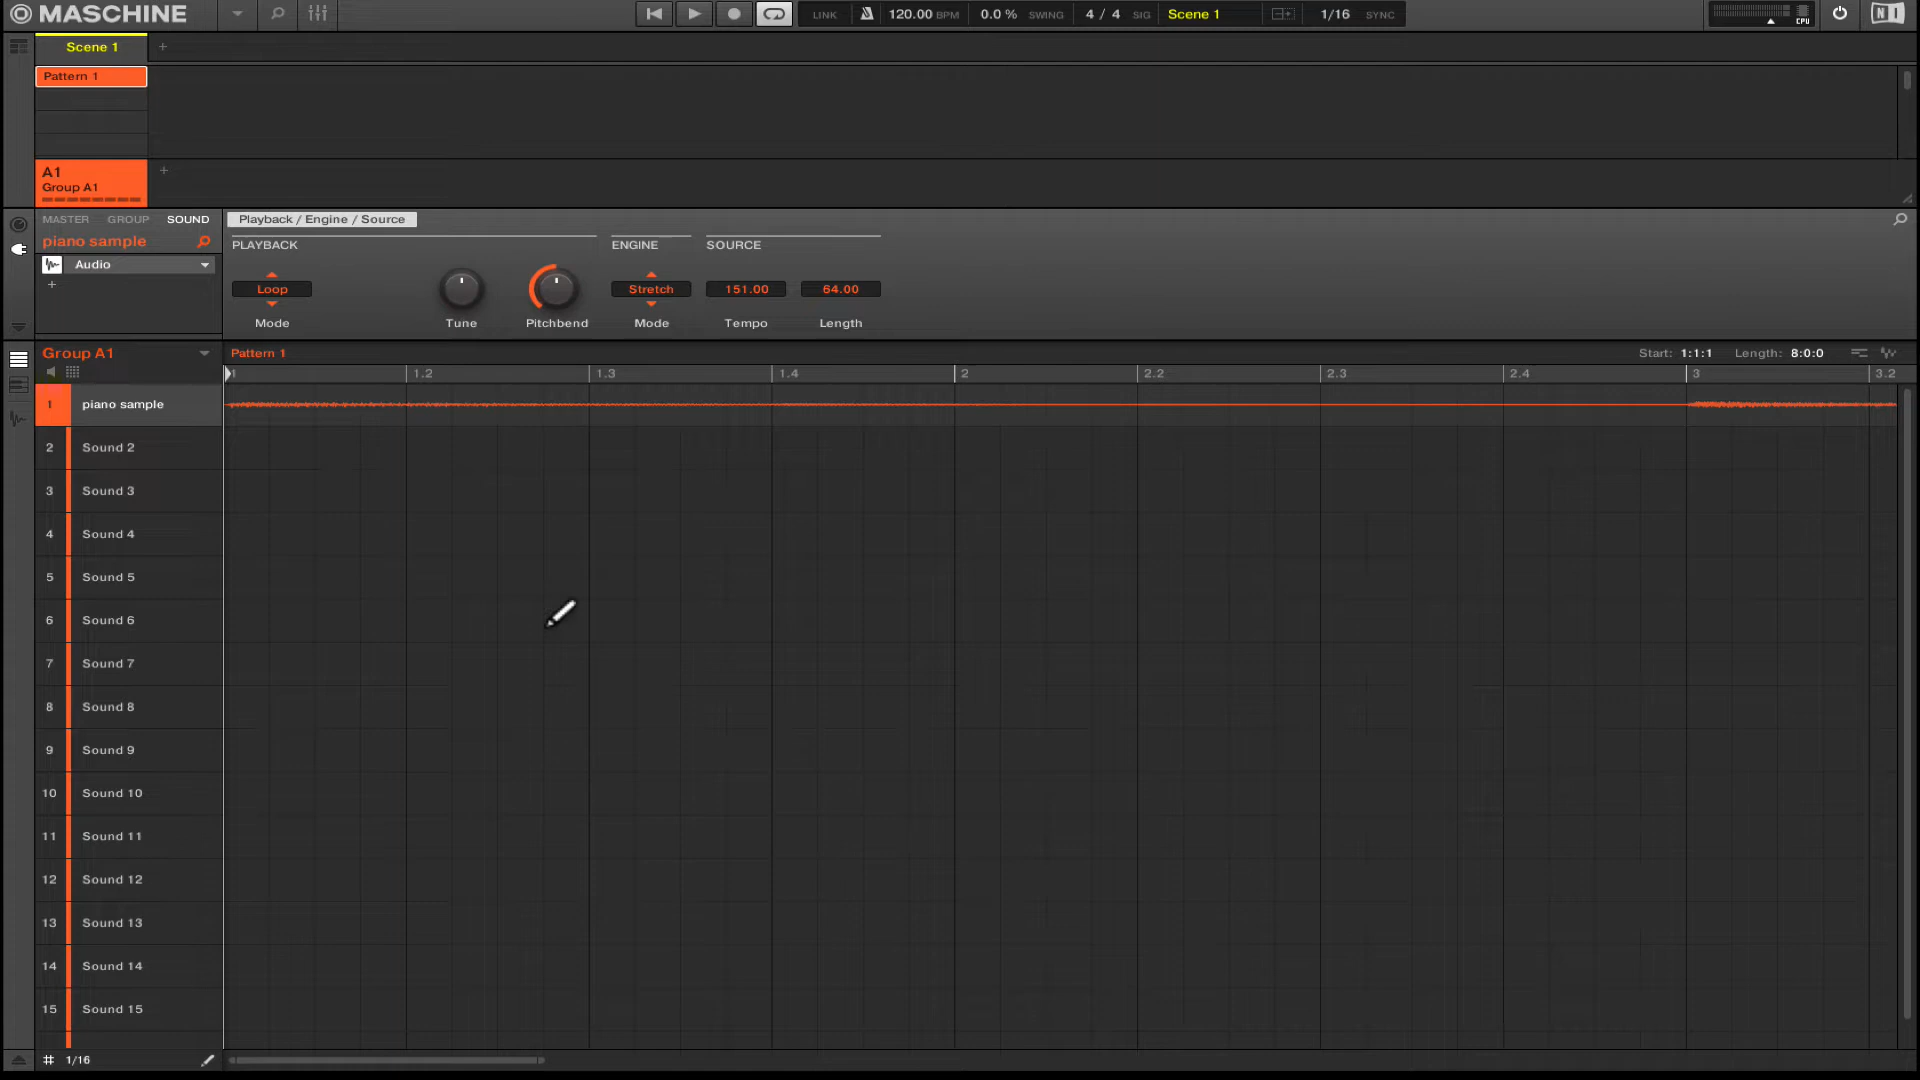 MASCHINE LINK 120.00 BPM 0.0 % SWING 4 / 4 SIG Scene 1 1/16 SYNC CPU NI
Scene 1 +
Pattern 1
A1 +
Group A1
MASTER GROUP SOUND Playback / Engine / Source
piano sample PLAYBACK ENGINE SOURCE
Audio
+ Loop Stretch 151.00 64.00
Mode Tune Pitchbend Mode Tempo Length
Group A1 Pattern 1 Start: 1:1:1 Length: 8:0:0
1 1.2 1.3 1.4 2 2.2 2.3 2.4 3 3.2
1 piano sample
2 Sound 2
3 Sound 3
4 Sound 4
5 Sound 5
6 Sound 6
7 Sound 7
8 Sound 8
9 Sound 9
10 Sound 10
11 Sound 11
12 Sound 12
13 Sound 13
14 Sound 14
15 Sound 15
1/16